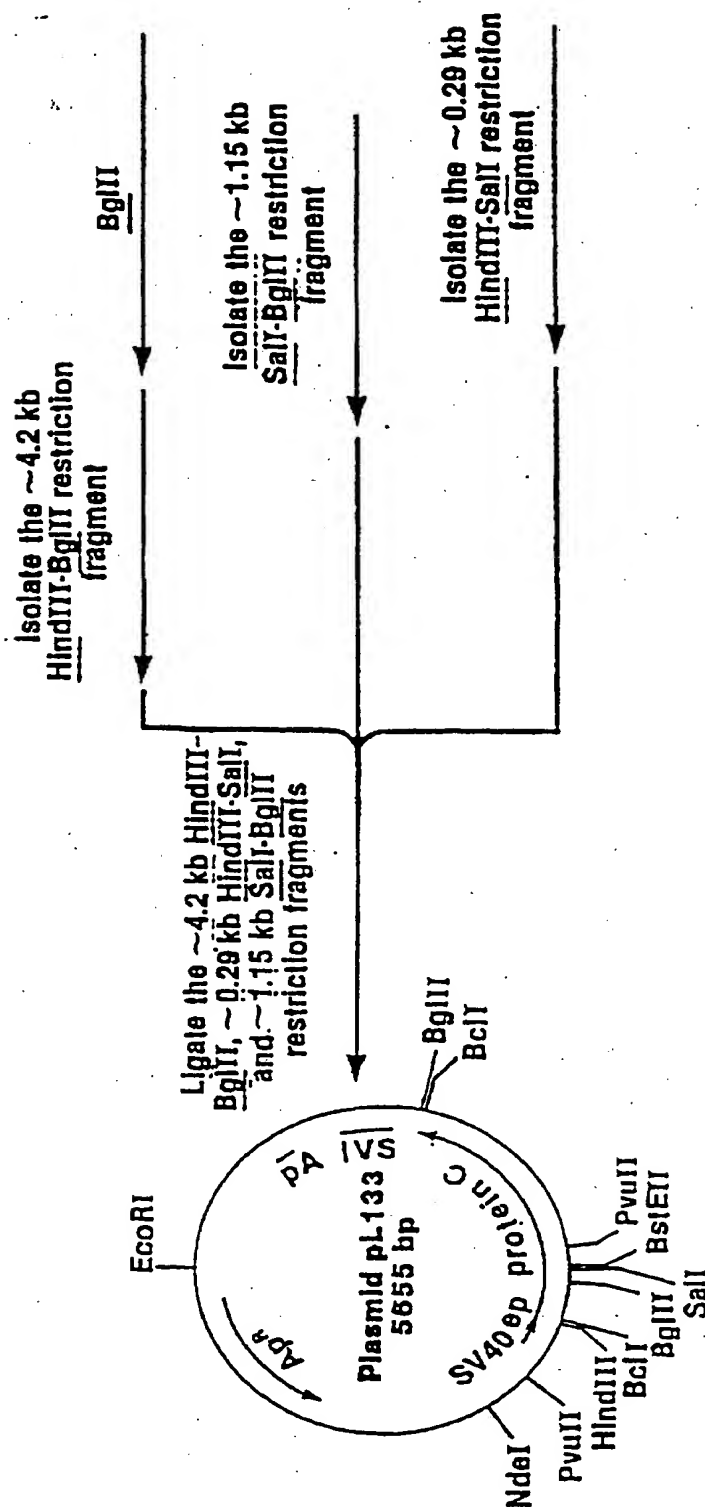 BglII
Isolate the ~4.2 kb
HindIII-BglII restriction
fragment
Isolate the ~1.15 kb
SalI-BglII restriction
fragment
Isolate the ~0.29 kb
HindIII-SalI restriction
fragment
Ligate the ~4.2 kb HindIII-
BglII, ~0.29 kb HindIII-SalI,
and ~1.15 kb SalI-BglII
restriction fragments
EcoRI
ApR
pA
SVI
Plasmid pL133
5655 bp
SV40 ep
protein C
BglII
BclI
PvuII
BstEII
SalI
BglII
BclI
HindIII
PvuII
NdeI